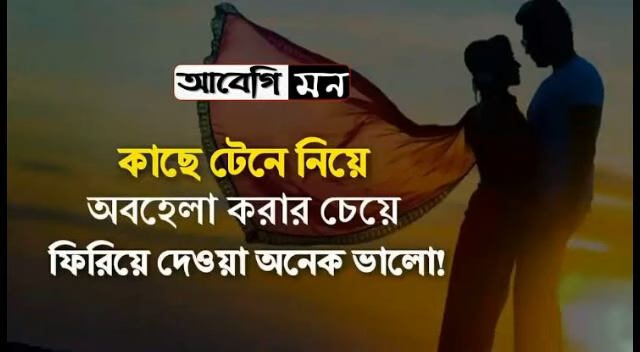 আবেগি মন
কাছে টেনে নিয়ে
অবহেলা করার চেয়ে
ফিরিয়ে দেওয়া অনেক ভালো!